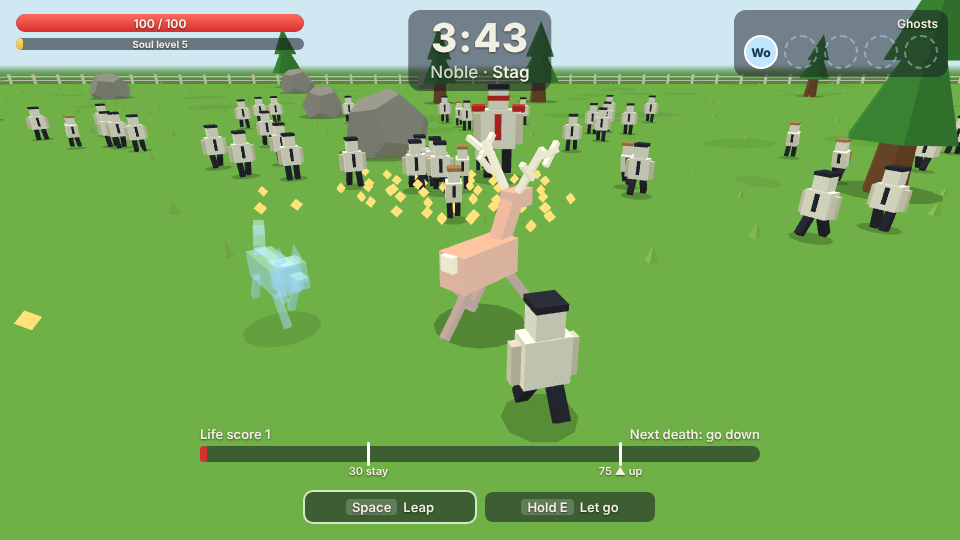 100 / 100
Soul level 5
3:43
Noble · Stag
Ghosts
Wo
Life score 1
Next death: go down
30 stay
75 ▲ up
Space Leap
Hold E Let go